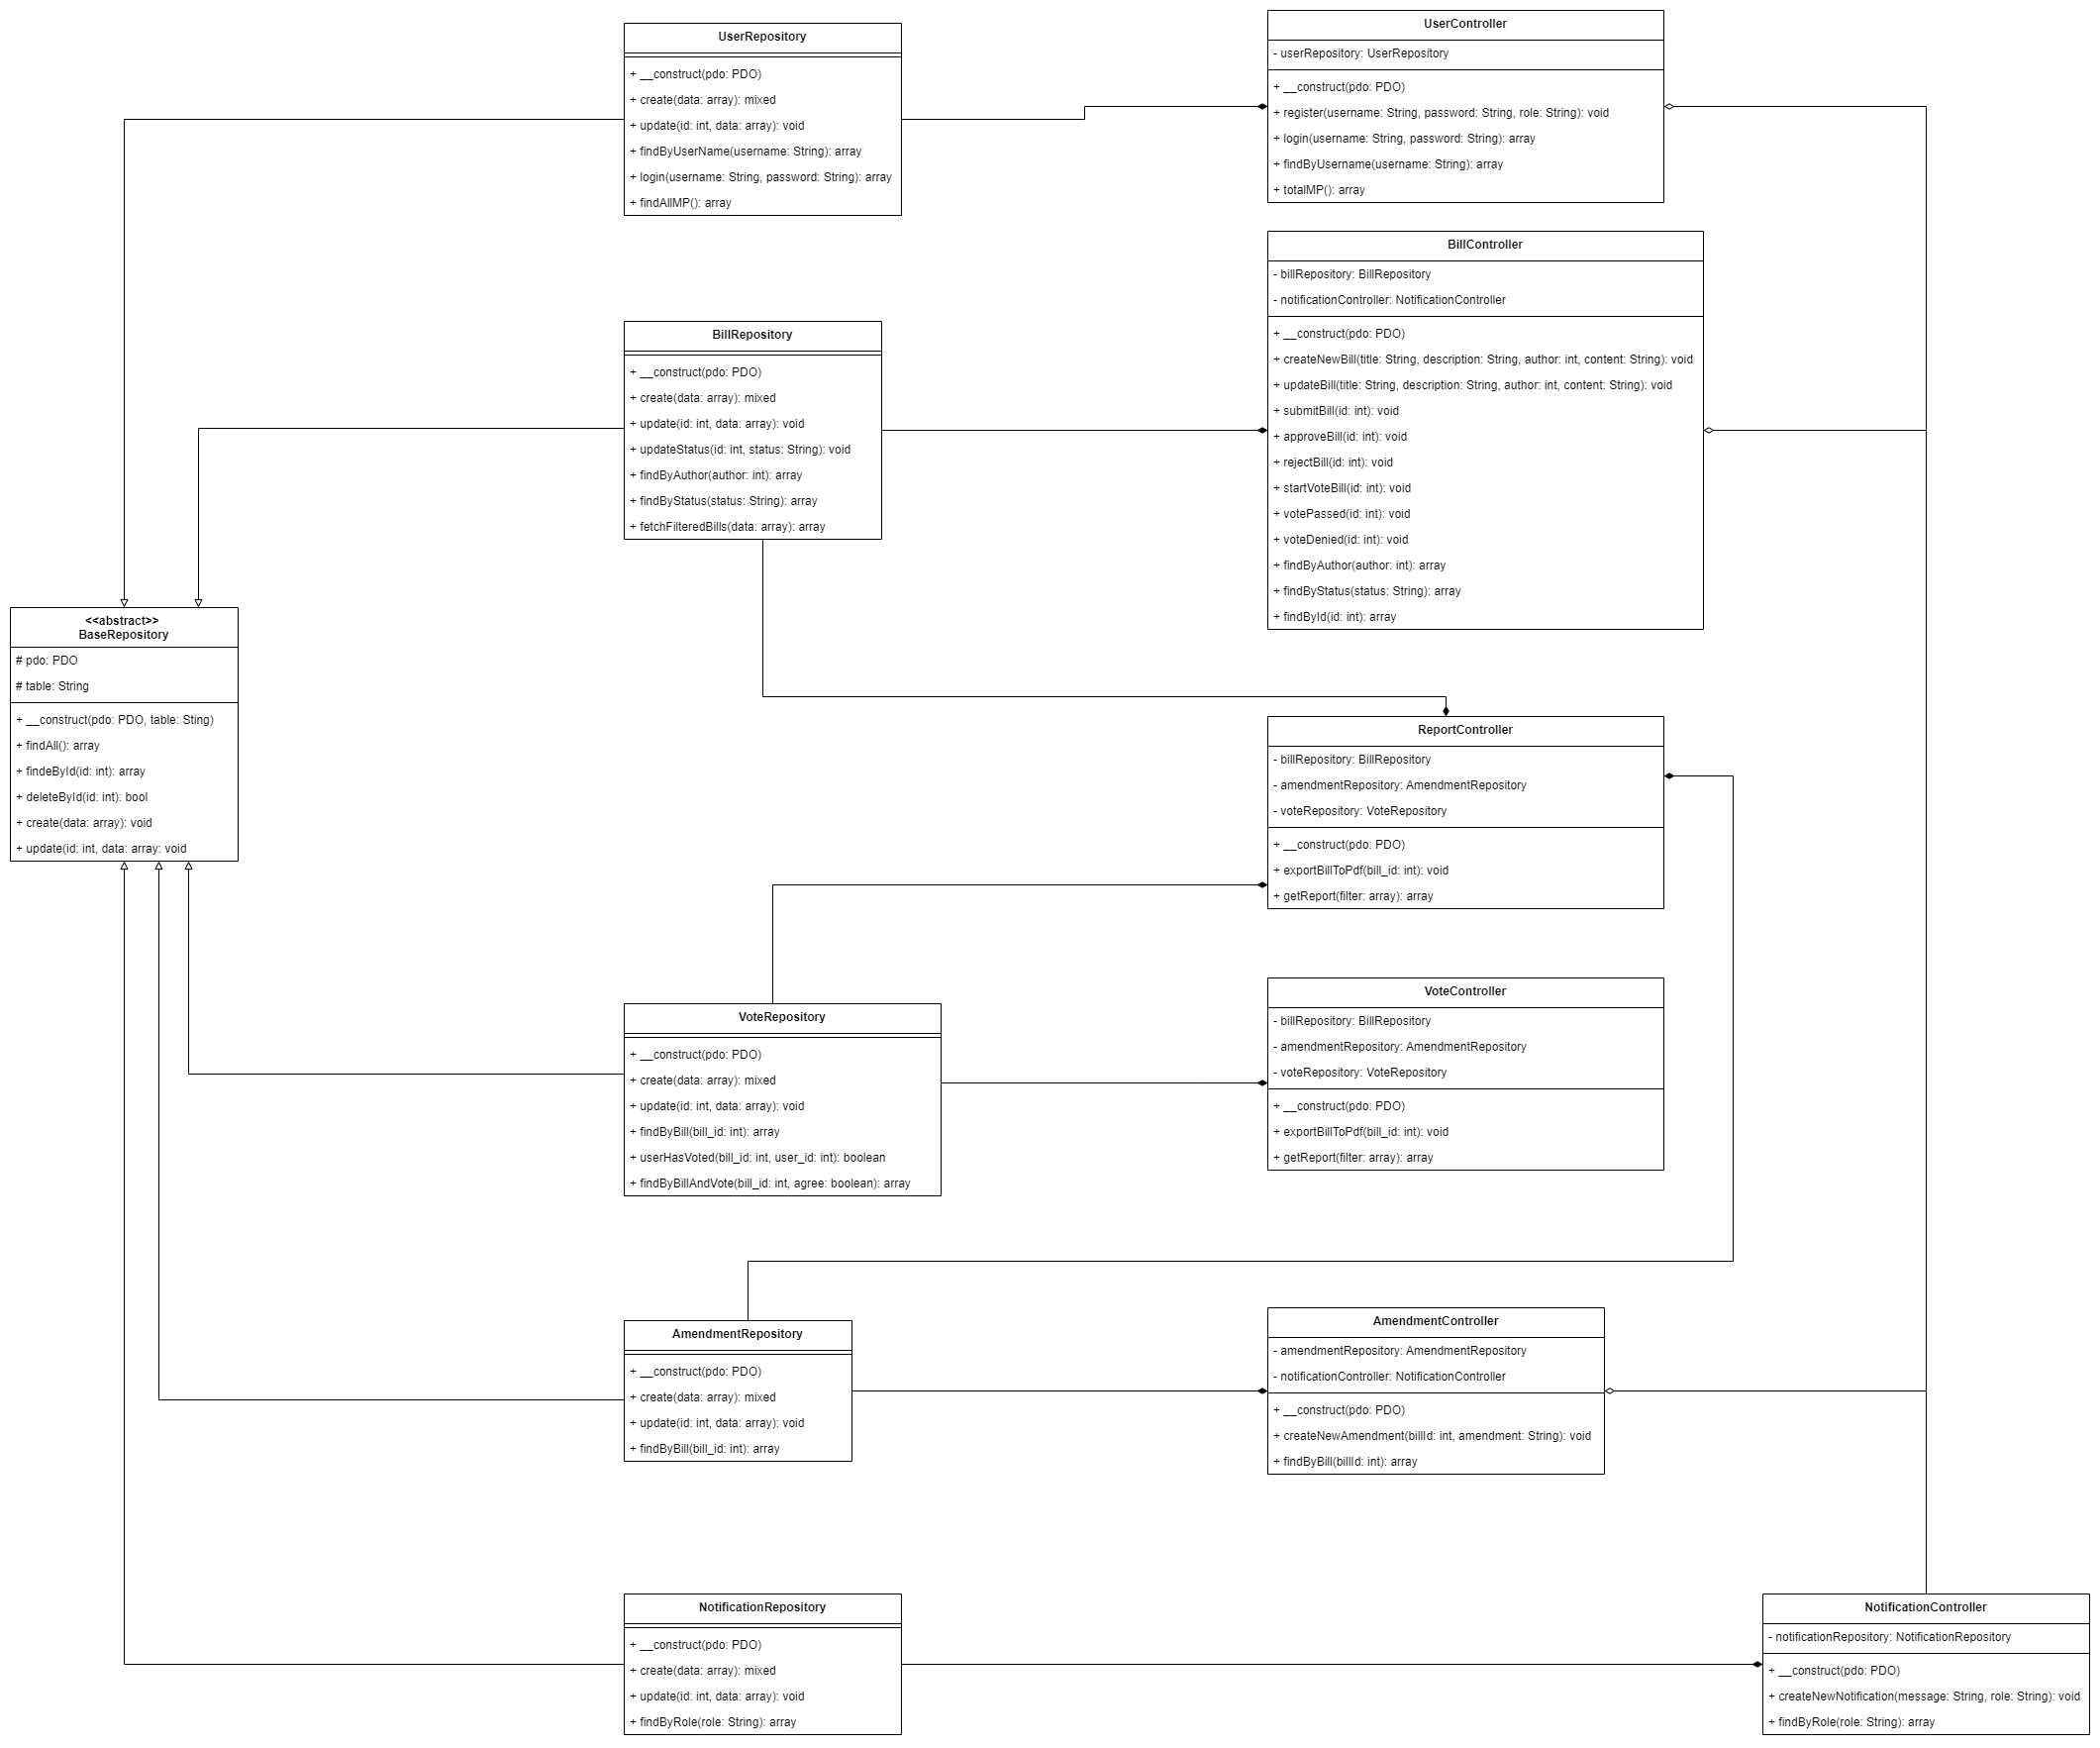 UserRepository
+ __construct(pdo: PDO)
+ create(data: array): mixed
+ update(id: int, data: array): void
+ findByUserName(username: String): array
+ login(username: String, password: String): array
+ findAllMP(): array
UserController
- userRepository: UserRepository
+ __construct(pdo: PDO)
+ register(username: String, password: String, role: String): void
+ login(username: String, password: String): array
+ findByUsername(username: String): array
+ totalMP(): array
BillController
- billRepository: BillRepository
- notificationController: NotificationController
+ __construct(pdo: PDO)
+ createNewBill(title: String, description: String, author: int, content: String): void
+ updateBill(title: String, description: String, author: int, content: String): void
+ submitBill(id: int): void
+ approveBill(id: int): void
+ rejectBill(id: int): void
+ startVoteBill(id: int): void
+ votePassed(id: int): void
+ voteDenied(id: int): void
+ findByAuthor(author: int): array
+ findByStatus(status: String): array
+ findById(id: int): array
BillRepository
+ __construct(pdo: PDO)
+ create(data: array): mixed
+ update(id: int, data: array): void
+ updateStatus(id: int, status: String): void
+ findByAuthor(author: int): array
+ findByStatus(status: String): array
+ fetchFilteredBills(data: array): array
<<abstract>>
BaseRepository
# pdo: PDO
# table: String
+ __construct(pdo: PDO, table: Sting)
+ findAll(): array
+ findeById(id: int): array
+ deleteById(id: int): bool
+ create(data: array): void
+ update(id: int, data: array: void
ReportController
- billRepository: BillRepository
- amendmentRepository: AmendmentRepository
- voteRepository: VoteRepository
+ __construct(pdo: PDO)
+ exportBillToPdf(bill_id: int): void
+ getReport(filter: array): array
VoteRepository
+ __construct(pdo: PDO)
+ create(data: array): mixed
+ update(id: int, data: array): void
+ findByBill(bill_id: int): array
+ userHasVoted(bill_id: int, user_id: int): boolean
+ findByBillAndVote(bill_id: int, agree: boolean): array
VoteController
- billRepository: BillRepository
- amendmentRepository: AmendmentRepository
- voteRepository: VoteRepository
+ __construct(pdo: PDO)
+ exportBillToPdf(bill_id: int): void
+ getReport(filter: array): array
AmendmentRepository
+ __construct(pdo: PDO)
+ create(data: array): mixed
+ update(id: int, data: array): void
+ findByBill(bill_id: int): array
AmendmentController
- amendmentRepository: AmendmentRepository
- notificationController: NotificationController
+ __construct(pdo: PDO)
+ createNewAmendment(billId: int, amendment: String): void
+ findByBill(billId: int): array
NotificationRepository
+ __construct(pdo: PDO)
+ create(data: array): mixed
+ update(id: int, data: array): void
+ findByRole(role: String): array
NotificationController
- notificationRepository: NotificationRepository
+ __construct(pdo: PDO)
+ createNewNotification(message: String, role: String): void
+ findByRole(role: String): array